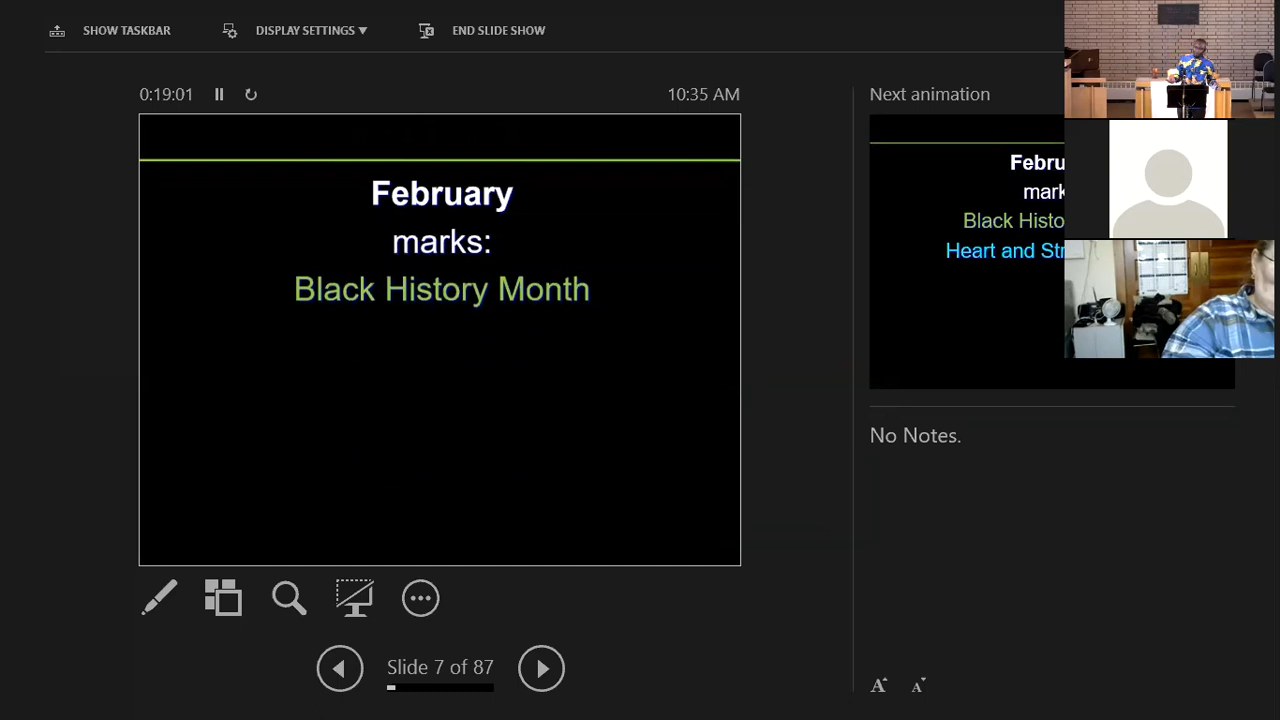 SHOW TASKBAR
DISPLAY SETTINGS
END SLIDE SHOW
0:19:01
10:35 AM
February
marks:
Black History Month
Next animation
Febru
mark
Black Histo
Heart and Str
No Notes.
Slide 7 of 87
A A